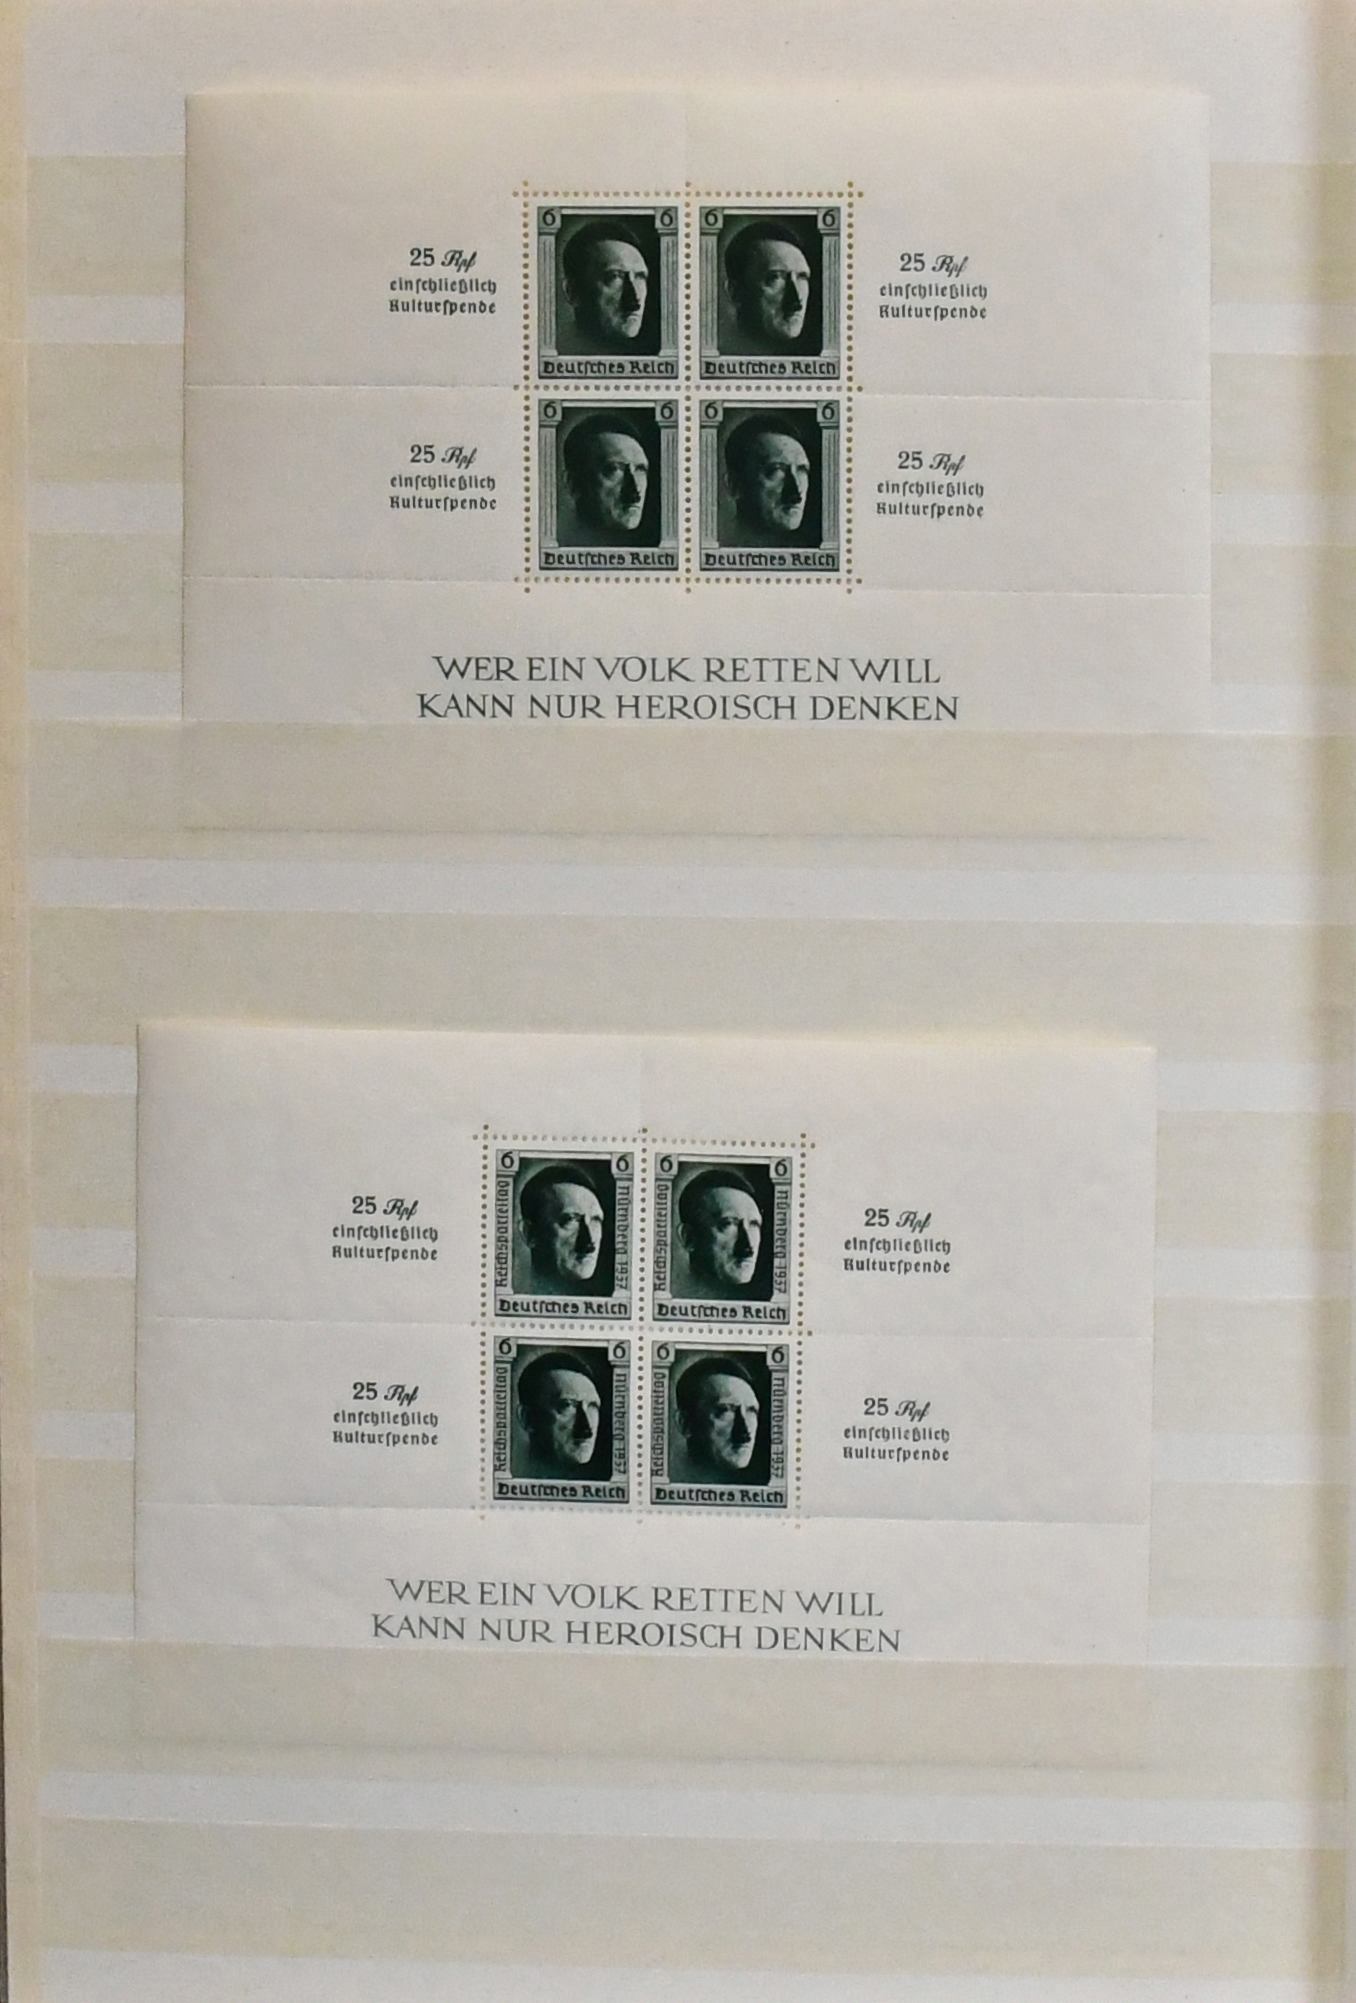 6 6 6 6
25 Rpf
einschließlich
Kulturspende
25 Rpf
einschließlich
Kulturspende
Deutsches Reich Deutsches Reich
6 6 6 6
25 Rpf
einschließlich
Kulturspende
25 Rpf
einschließlich
Kulturspende
Deutsches Reich Deutsches Reich
WER EIN VOLK RETTEN WILL
KANN NUR HEROISCH DENKEN
6 6 6 6
25 Rpf
einschließlich
Kulturspende
Reichsparteitag
Nürnberg 1937
Reichsparteitag
Nürnberg 1937
25 Rpf
einschließlich
Kulturspende
Deutsches Reich Deutsches Reich
6 6 6 6
25 Rpf
einschließlich
Kulturspende
Reichsparteitag
Nürnberg 1937
Reichsparteitag
Nürnberg 1937
25 Rpf
einschließlich
Kulturspende
Deutsches Reich Deutsches Reich
WER EIN VOLK RETTEN WILL
KANN NUR HEROISCH DENKEN